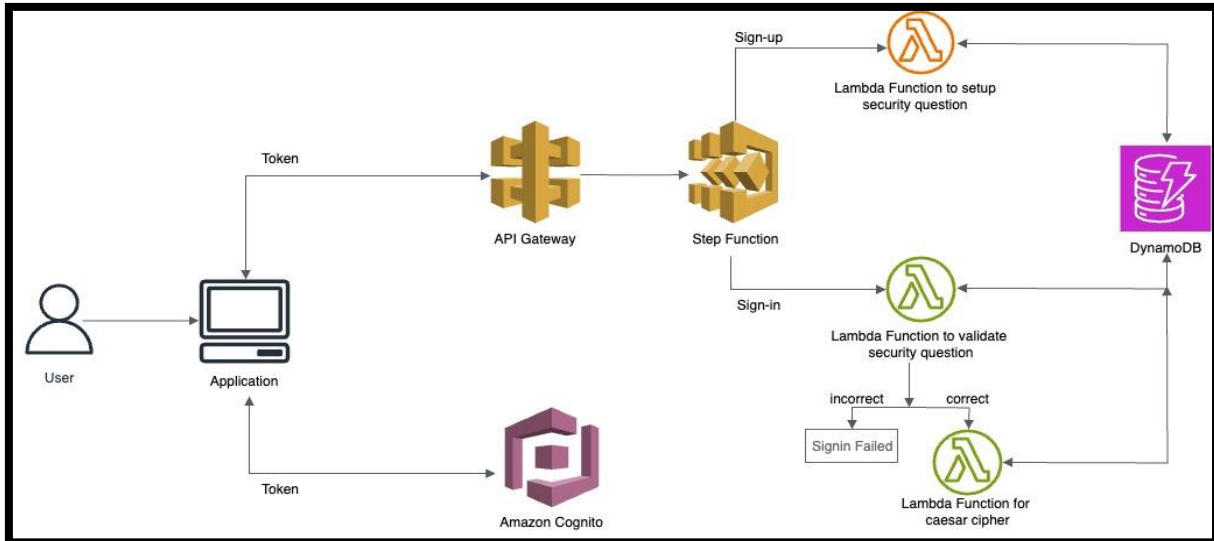 Sign-up
Lambda Function to setup
security question
Token
API Gateway
Step Function
DynamoDB
Sign-in
Lambda Function to validate
security question
User
Application
incorrect
correct
Signin Failed
Token
Amazon Cognito
Lambda Function for
caesar cipher